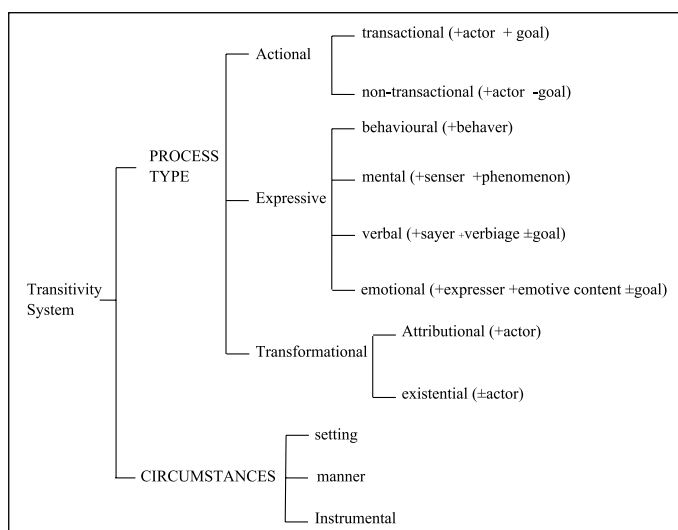 transactional (+actor + goal)
Actional
non-transactional (+actor -goal)
behavioural (+behaver)
PROCESS
TYPE
mental (+senser +phenomenon)
Expressive
verbal (+sayer +verbiage ±goal)
emotional (+expresser +emotive content ±goal)
Transitivity
System
Attributional (+actor)
Transformational
existential (±actor)
setting
CIRCUMSTANCES
manner
Instrumental